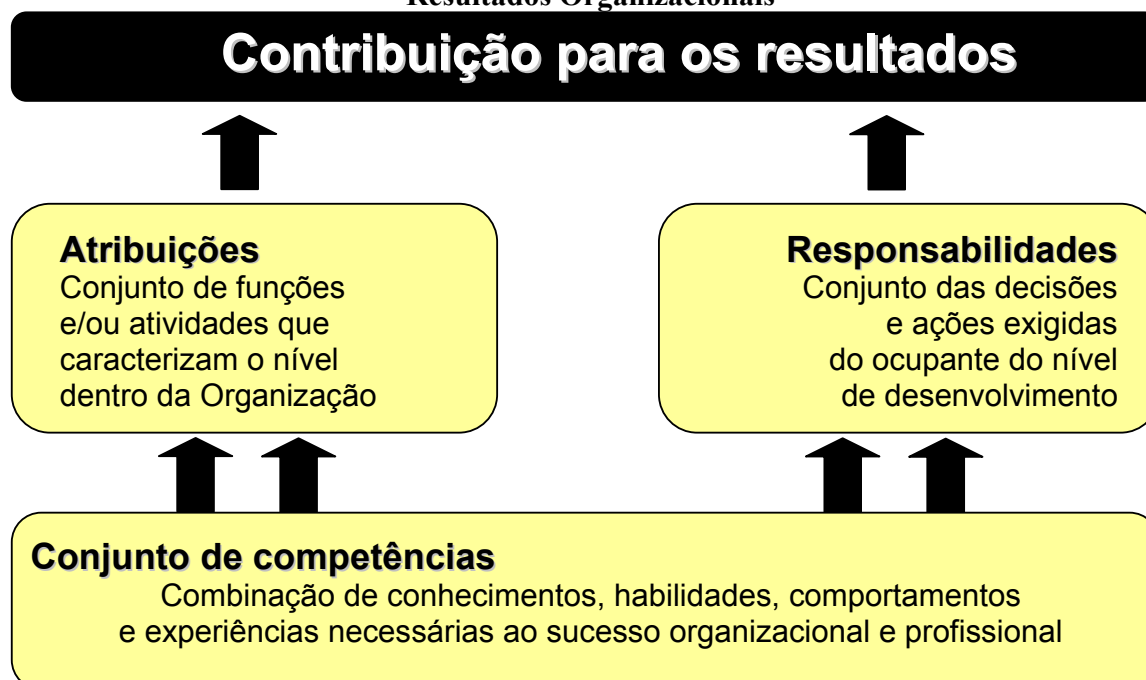 Resultados Organizacionais
Contribuição para os resultados
Atribuições
Conjunto de funções
e/ou atividades que
caracterizam o nível
dentro da Organização
Responsabilidades
Conjunto das decisões
e ações exigidas
do ocupante do nível
de desenvolvimento
Conjunto de competências
Combinação de conhecimentos, habilidades, comportamentos
e experiências necessárias ao sucesso organizacional e profissional